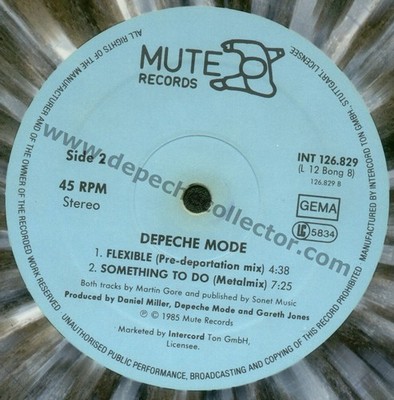 MUTE
RECORDS
Side 2
INT 126.829
(L 12 Bong 8)
126.829 B
45 RPM
Stereo
GEMA
LC 5834
www.depechecollector.com
DEPECHE MODE
1. FLEXIBLE (Pre-deportation mix) 4:38
2. SOMETHING TO DO (Metalmix) 7:25
Both tracks by Martin Gore and published by Sonet Music
Produced by Daniel Miller, Depeche Mode and Gareth Jones
℗ © 1985 Mute Records
Marketed by Intercord Ton GmbH,
Licensee.
ALL RIGHTS OF THE MANUFACTURER AND OF THE OWNER OF THE RECORDED WORK RESERVED
UNAUTHORISED PUBLIC PERFORMANCE, BROADCASTING AND COPYING OF THIS RECORD PROHIBITED
MANUFACTURED BY INTERCORD TON GMBH, STUTTGART. LICENSEE